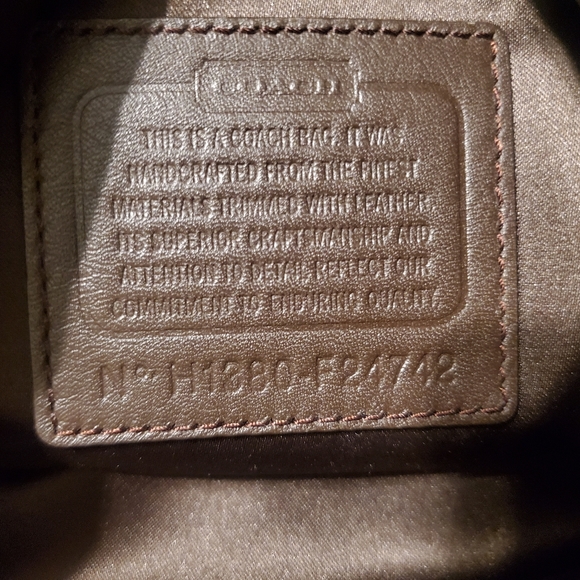 COACH
THIS IS A COACH BAG. IT WAS
HANDCRAFTED FROM THE FINEST
MATERIALS, TRIMMED WITH LEATHER.
ITS SUPERIOR CRAFTSMANSHIP AND
ATTENTION TO DETAIL REFLECT OUR
COMMITMENT TO ENDURING QUALITY.
Nº H1380-F24742